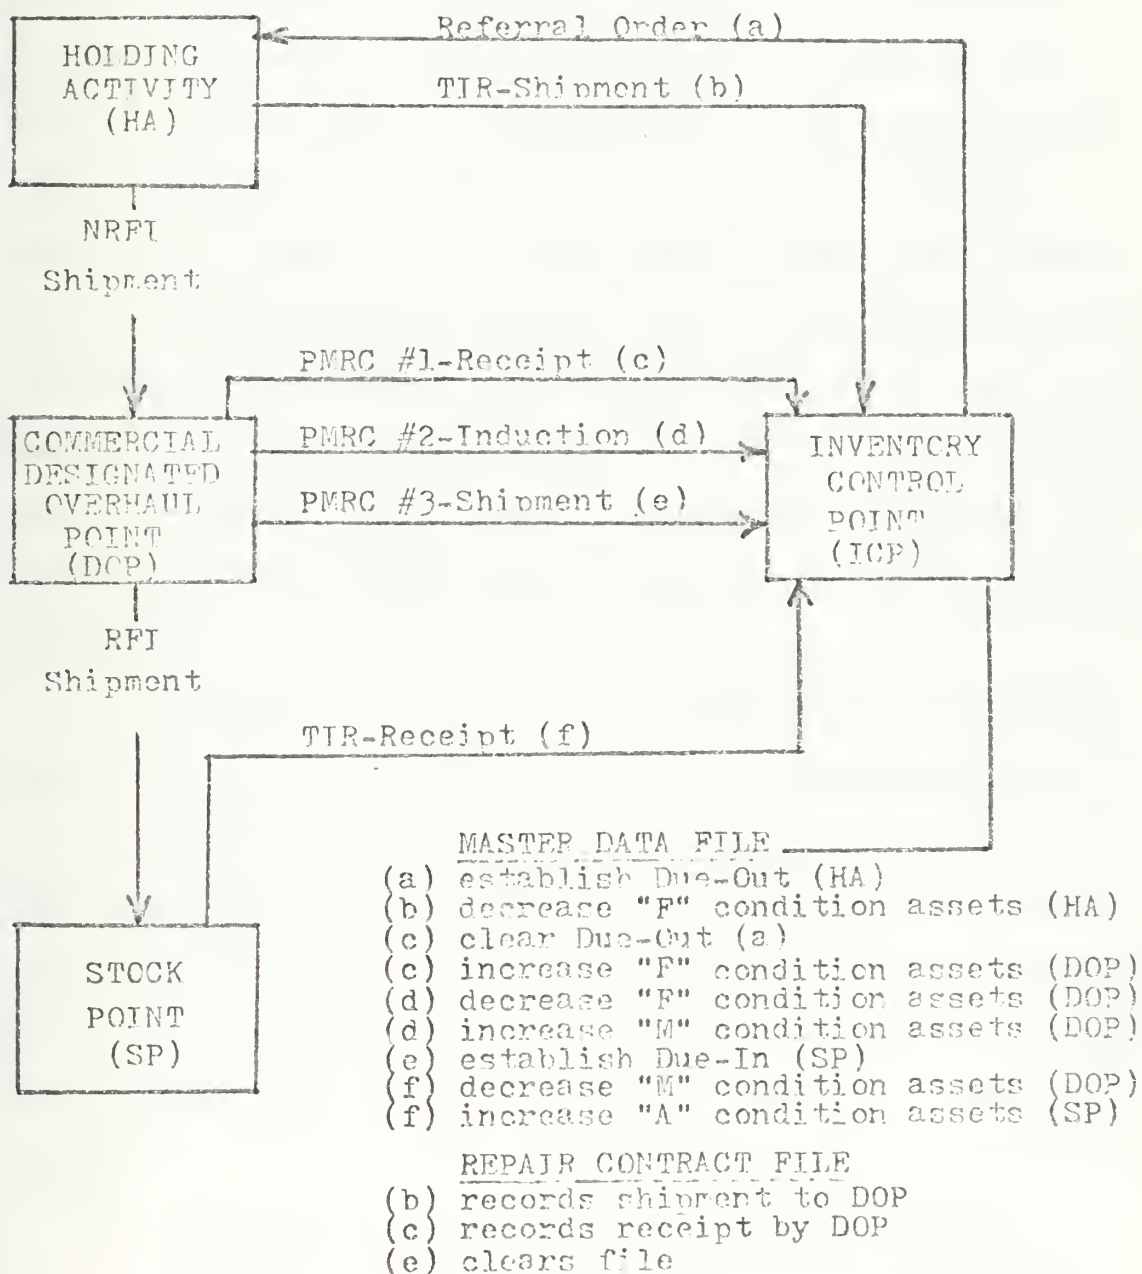 Referral Order (a)
HOLDING
ACTIVITY
(HA)
TIR-Shipment (b)
NRFI
Shipment
PMRC #1-Receipt (c)
COMMERCIAL
DESIGNATED
OVERHAUL
POINT
(DOP)
PMRC #2-Induction (d)
PMRC #3-Shipment (e)
INVENTORY
CONTROL
POINT
(ICP)
RFI
Shipment
TIR-Receipt (f)
STOCK
POINT
(SP)
MASTER DATA FILE
(a) establish Due-Out (HA)
(b) decrease "F" condition assets (HA)
(c) clear Due-Out (a)
(c) increase "F" condition assets (DOP)
(d) decrease "F" condition assets (DOP)
(d) increase "M" condition assets (DOP)
(e) establish Due-In (SP)
(f) decrease "M" condition assets (DOP)
(f) increase "A" condition assets (SP)
REPAIR CONTRACT FILE
(b) records shipment to DOP
(c) records receipt by DOP
(e) clears file